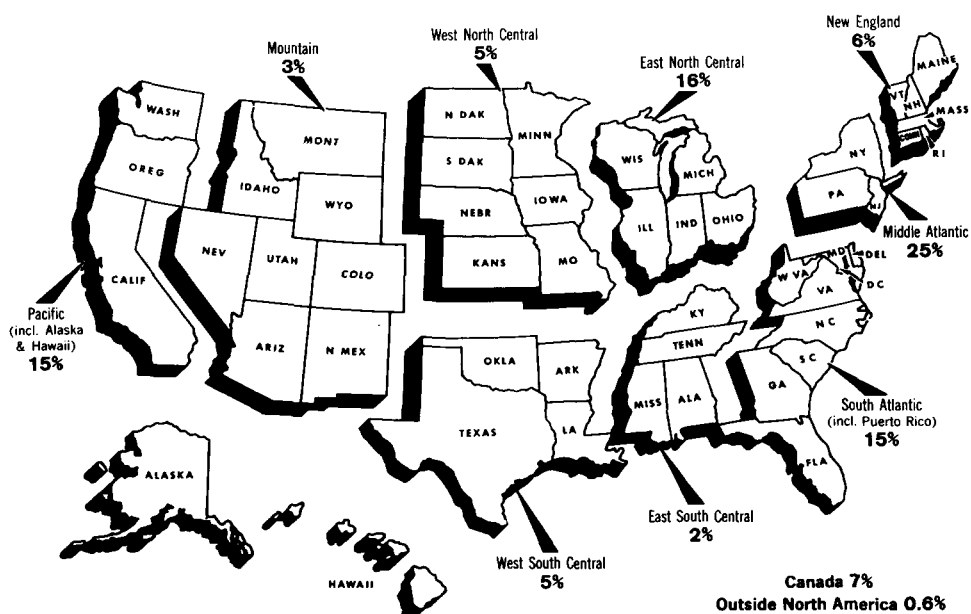 New England
6%
West North Central
5%
Mountain
3%
East North Central
16%
MAINE
VT
NH
MASS
CONN
RI
WASH
MONT
N DAK
MINN
OREG
IDAHO
S DAK
WIS
MICH
NY
WYO
NEBR
IOWA
PA
NJ
Middle Atlantic
25%
NEV
UTAH
COLO
KANS
MO
ILL
IND
OHIO
CALIF
W VA
MD
DEL
VA
DC
Pacific
(incl. Alaska
& Hawaii)
15%
KY
NC
TENN
ARIZ
N MEX
OKLA
ARK
SC
MISS
ALA
GA
South Atlantic
(incl. Puerto Rico)
15%
TEXAS
LA
FLA
ALASKA
East South Central
2%
West South Central
5%
HAWAII
Canada 7%
Outside North America 0.6%